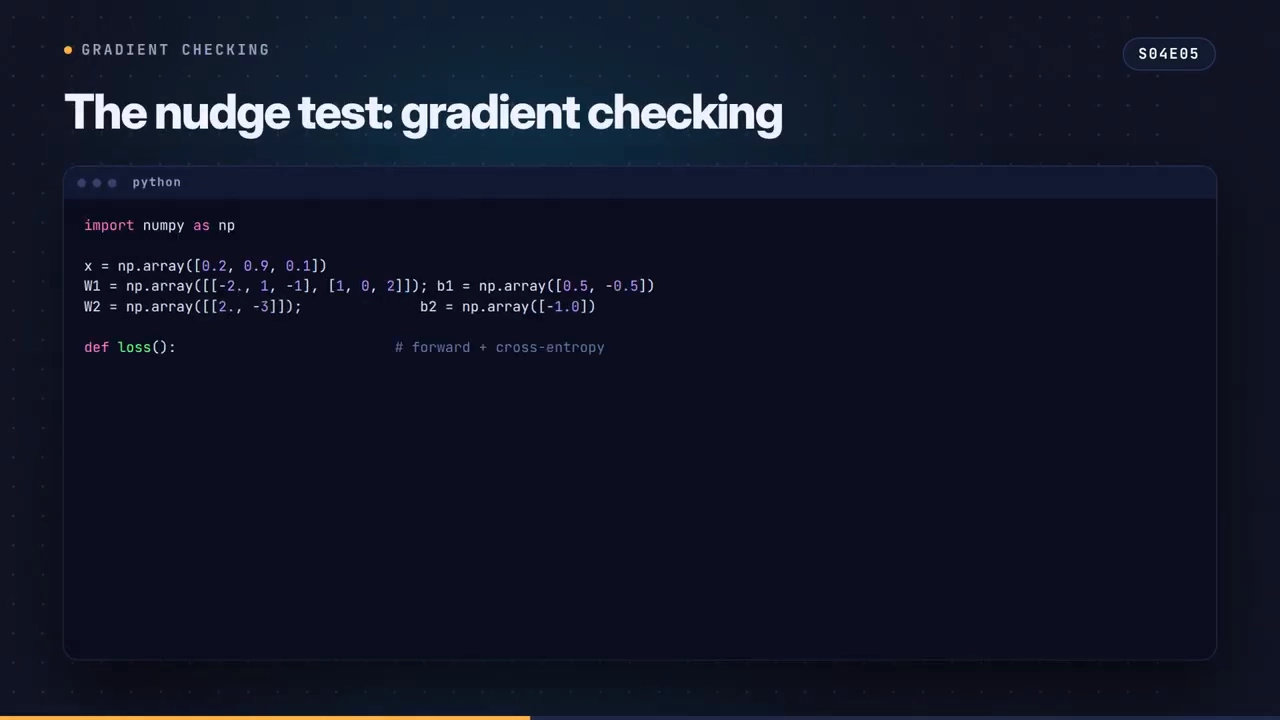 GRADIENT CHECKING
S04E05
The nudge test: gradient checking
python
import numpy as np
x = np.array([0.2, 0.9, 0.1])
W1 = np.array([[-2., 1, -1], [1, 0, 2]]); b1 = np.array([0.5, -0.5])
W2 = np.array([[2., -3]]);              b2 = np.array([-1.0])
def loss():                          # forward + cross-entropy